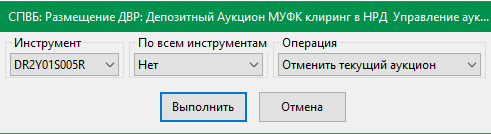 СПВБ: Размещение ДВР: Депозитный Аукцион МУФК клиринг в НРД  Управление аук...
Инструмент По всем инструментам Операция
DR2Y01S005R Нет Отменить текущий аукцион
Выполнить Отмена